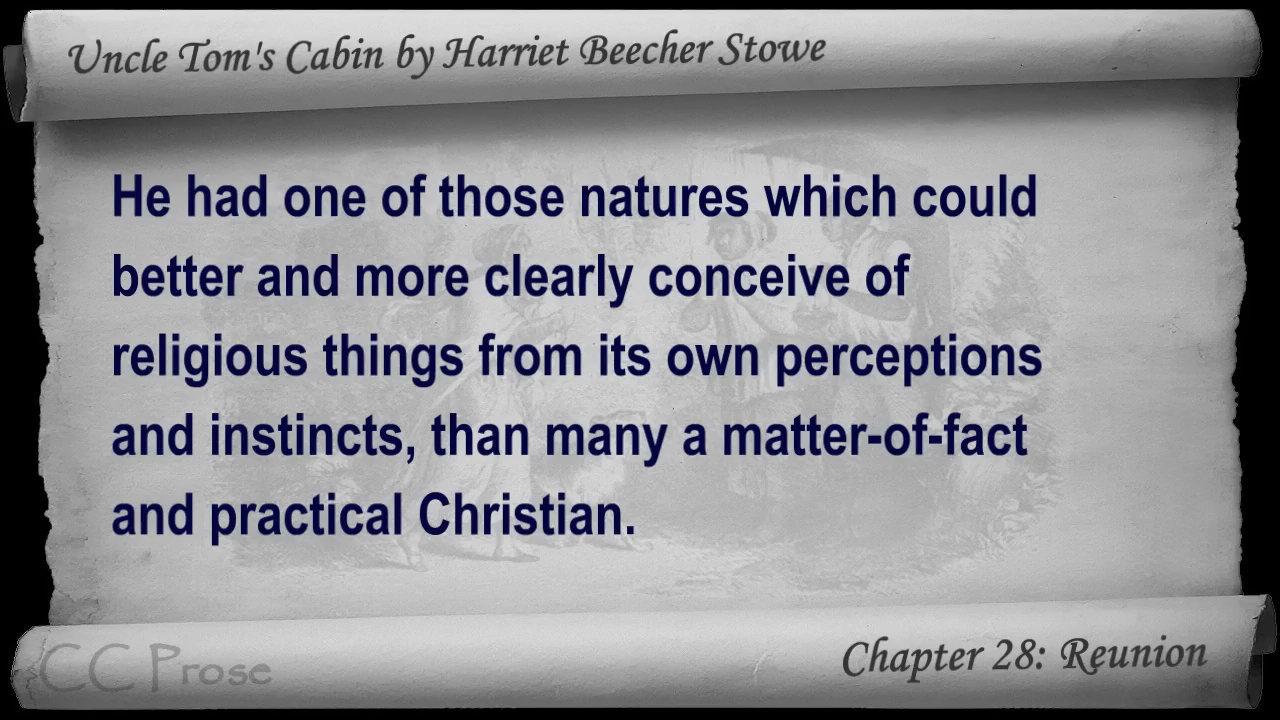 Uncle Tom's Cabin by Harriet Beecher Stowe
He had one of those natures which could
better and more clearly conceive of
religious things from its own perceptions
and instincts, than many a matter-of-fact
and practical Christian.
CC Prose
Chapter 28: Reunion